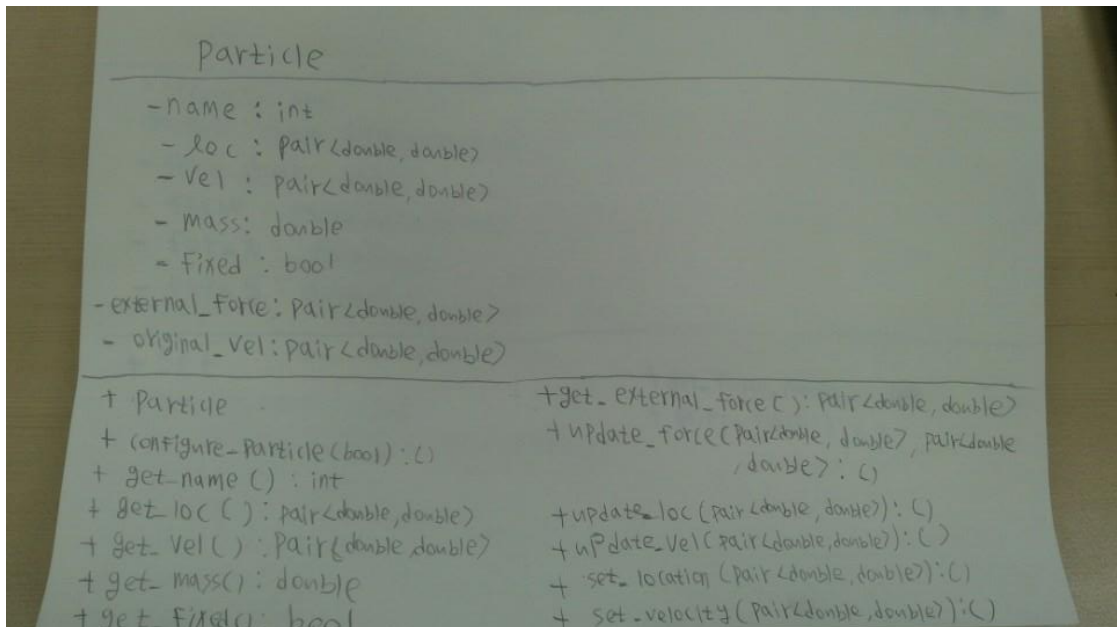 Particle
- name : int
- loc : pair<double, double>
- vel : pair<double, double>
- mass: double
- fixed : bool
- external_force: pair<double, double>
- original_vel: pair<double, double>
+ Particle
+ configure_particle(bool) : ()
+ get_name () : int
+ get_loc ( ) : pair<double, double>
+ get_vel ( ) : pair<double, double>
+ get_mass() : double
+ get_fixed() : bool
+get_external_force( ): pair<double, double>
+ update_force(pair<double, double>, pair<double
, double> : ()
+update_loc (pair<double, double>): ()
+ update_vel(pair<double, double>): ( )
+ set_location (pair<double, double>):()
+ set_velocity(pair<double, double>):()